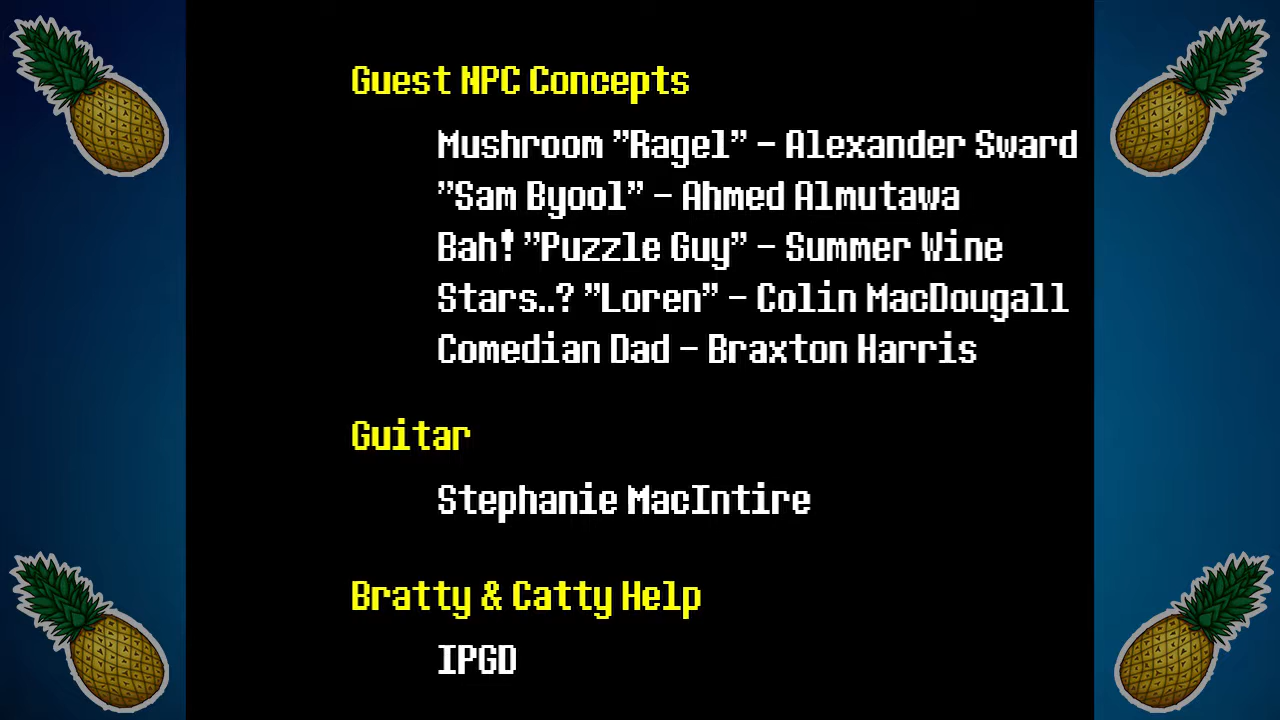 Guest NPC Concepts
Mushroom "Ragel" - Alexander Sward
"Sam Byool" - Ahmed Almutawa
Bah! "Puzzle Guy" - Summer Wine
Stars..? "Loren" - Colin MacDougall
Comedian Dad - Braxton Harris
Guitar
Stephanie MacIntire
Bratty & Catty Help
IPGD